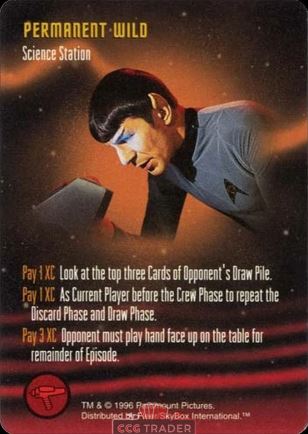 PERMANENT WILD
Science Station
Pay 1 XC Look at the top three Cards of Opponent's Draw Pile.
Pay 1 XC As Current Player before the Crew Phase to repeat the
Discard Phase and Draw Phase.
Pay 3 XC Opponent must play hand face up on the table for
remainder of Episode.
TM & © 1996 Paramount Pictures.
Distributed by SkyBox International.™
CCG TRADER